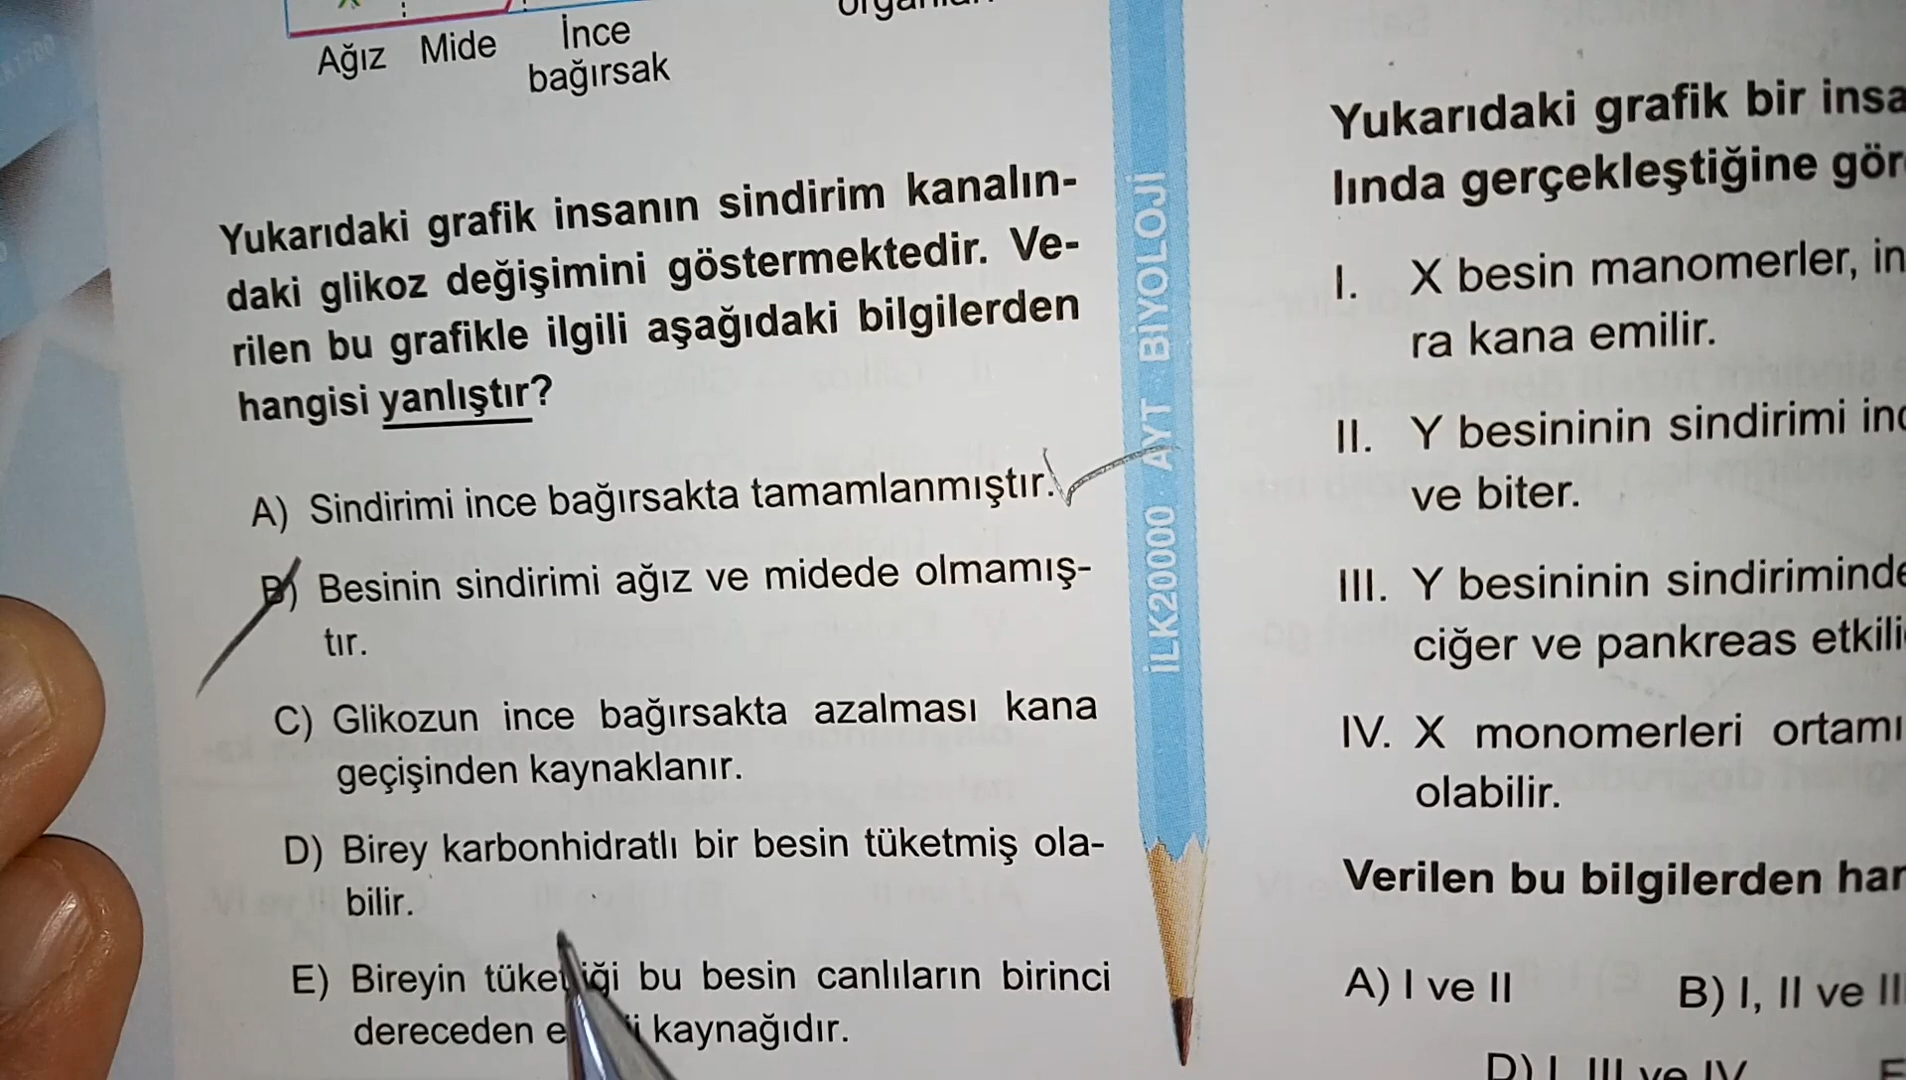 Ağız Mide İnce
bağırsak
Yukarıdaki grafik insanın sindirim kanalın-
daki glikoz değişimini göstermektedir. Ve-
rilen bu grafikle ilgili aşağıdaki bilgilerden
hangisi yanlıştır?
A) Sindirimi ince bağırsakta tamamlanmıştır.
B) Besinin sindirimi ağız ve midede olmamış-
tır.
C) Glikozun ince bağırsakta azalması kana
geçişinden kaynaklanır.
D) Birey karbonhidratlı bir besin tüketmiş ola-
bilir.
E) Bireyin bu besin canlıların birinci
dereceden kaynağıdır.
İLK20000 AYT BİYOLOJİ
Yukarıdaki grafik bir insa
lında gerçekleştiğine gör
I. X besin manomerler, in
ra kana emilir.
II. Y besininin sindirimi inc
ve biter.
III. Y besininin sindiriminde
ciğer ve pankreas etkili
IV. X monomerleri ortamı
olabilir.
Verilen bu bilgilerden har
A) I ve II B) I, II ve III
D) I, III ve IV